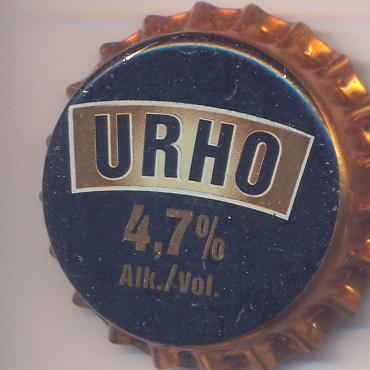 URHO
4,7%
Alk./Vol.